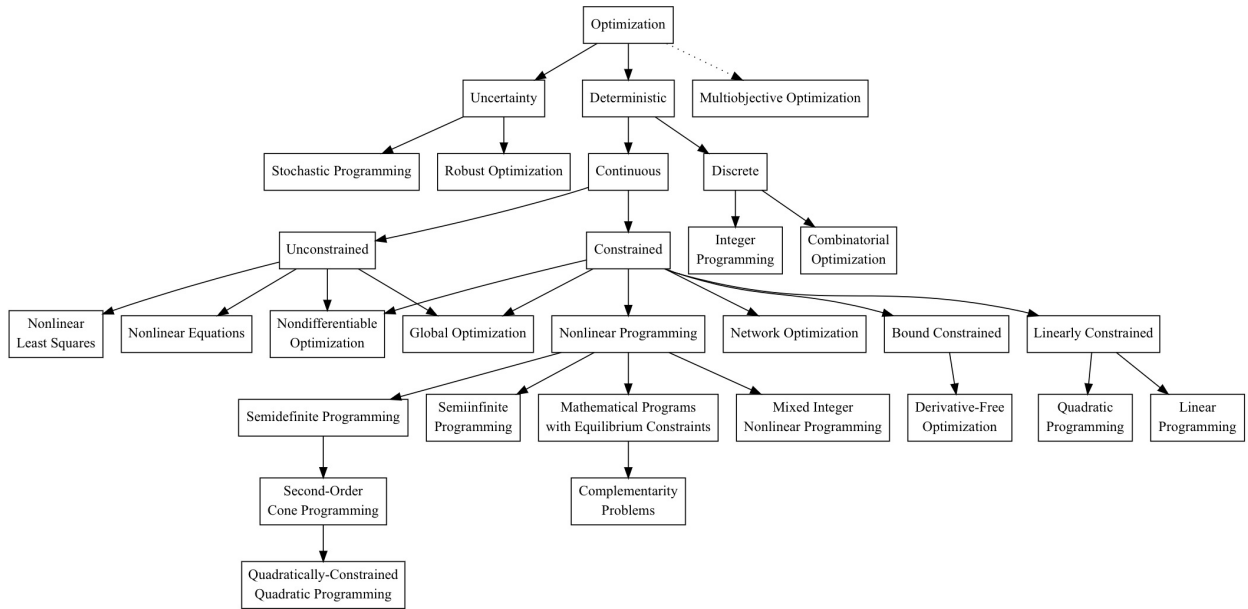 Optimization
Uncertainty
Deterministic
Multiobjective Optimization
Stochastic Programming
Robust Optimization
Continuous
Discrete
Unconstrained
Constrained
Integer
Programming
Combinatorial
Optimization
Nonlinear
Least Squares
Nonlinear Equations
Nondifferentiable
Optimization
Global Optimization
Nonlinear Programming
Network Optimization
Bound Constrained
Linearly Constrained
Semidefinite Programming
Semiinfinite
Programming
Mathematical Programs
with Equilibrium Constraints
Mixed Integer
Nonlinear Programming
Derivative-Free
Optimization
Quadratic
Programming
Linear
Programming
Second-Order
Cone Programming
Complementarity
Problems
Quadratically-Constrained
Quadratic Programming